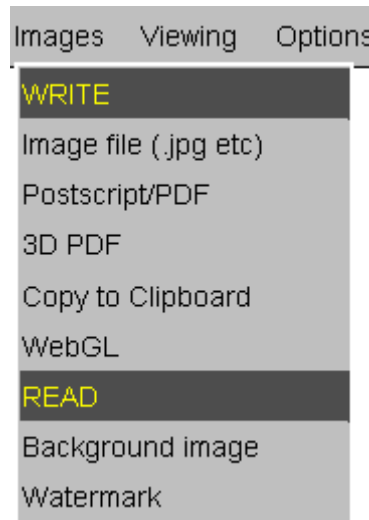 Images Viewing Options
WRITE
Image file (.jpg etc)
Postscript/PDF
3D PDF
Copy to Clipboard
WebGL
READ
Background image
Watermark